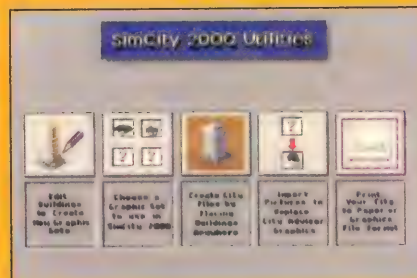 SimCity 2000 Utilities
Edit
Buildings
to Create
New Graphic
Sets
Choose a
Graphic Set
to use in
SimCity 2000
Create City
Files by
Placing
Buildings
Anywhere
Import
Pictures to
Replace
City Advisor
Graphics
Print
Your City
to Paper or
Graphics
File Format